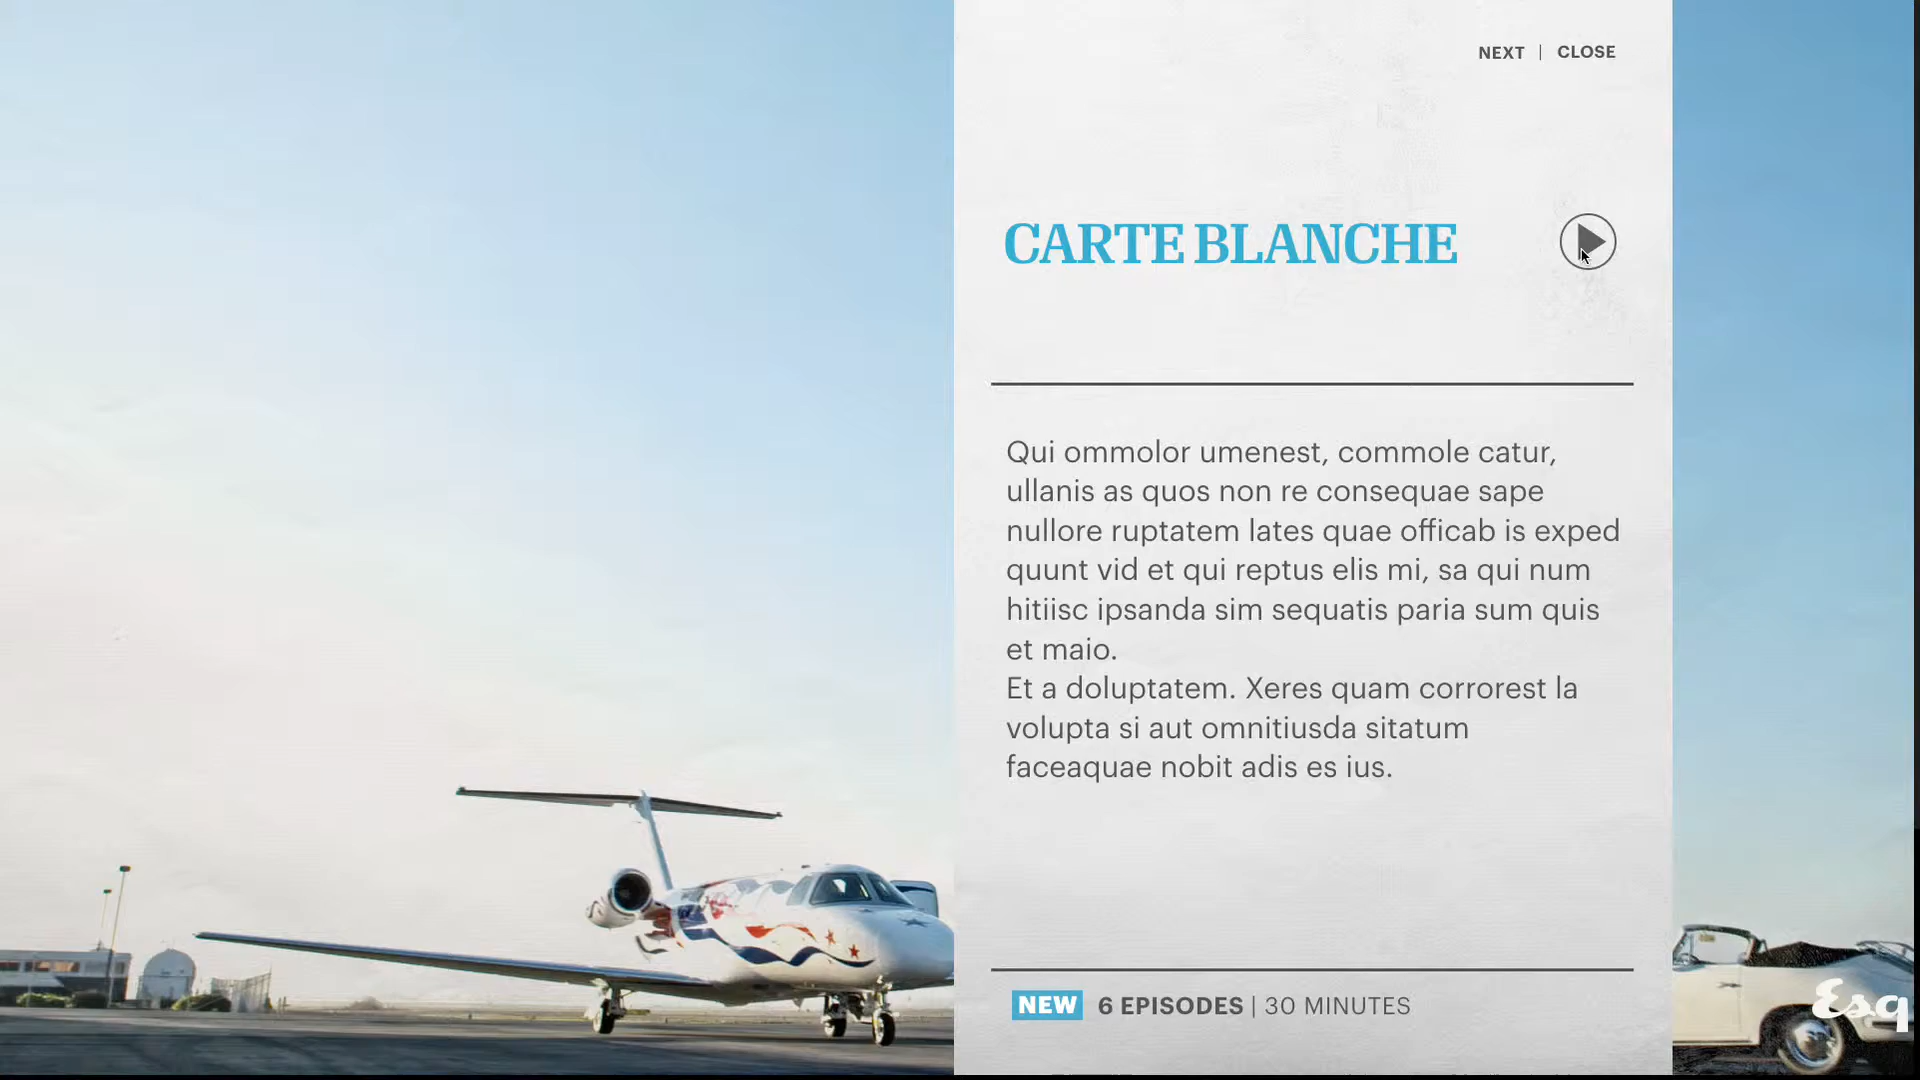 NEXT | CLOSE
CARTE BLANCHE
Qui ommolor umenest, commole catur,
ullanis as quos non re consequae sape
nullore ruptatem lates quae officab is exped
quunt vid et qui reptus elis mi, sa qui num
hitiisc ipsanda sim sequatis paria sum quis
et maio.
Et a doluptatem. Xeres quam corrorest la
volupta si aut omnitiusda sitatum
faceaquae nobit adis es ius.
NEW 6 EPISODES | 30 MINUTES
Esq